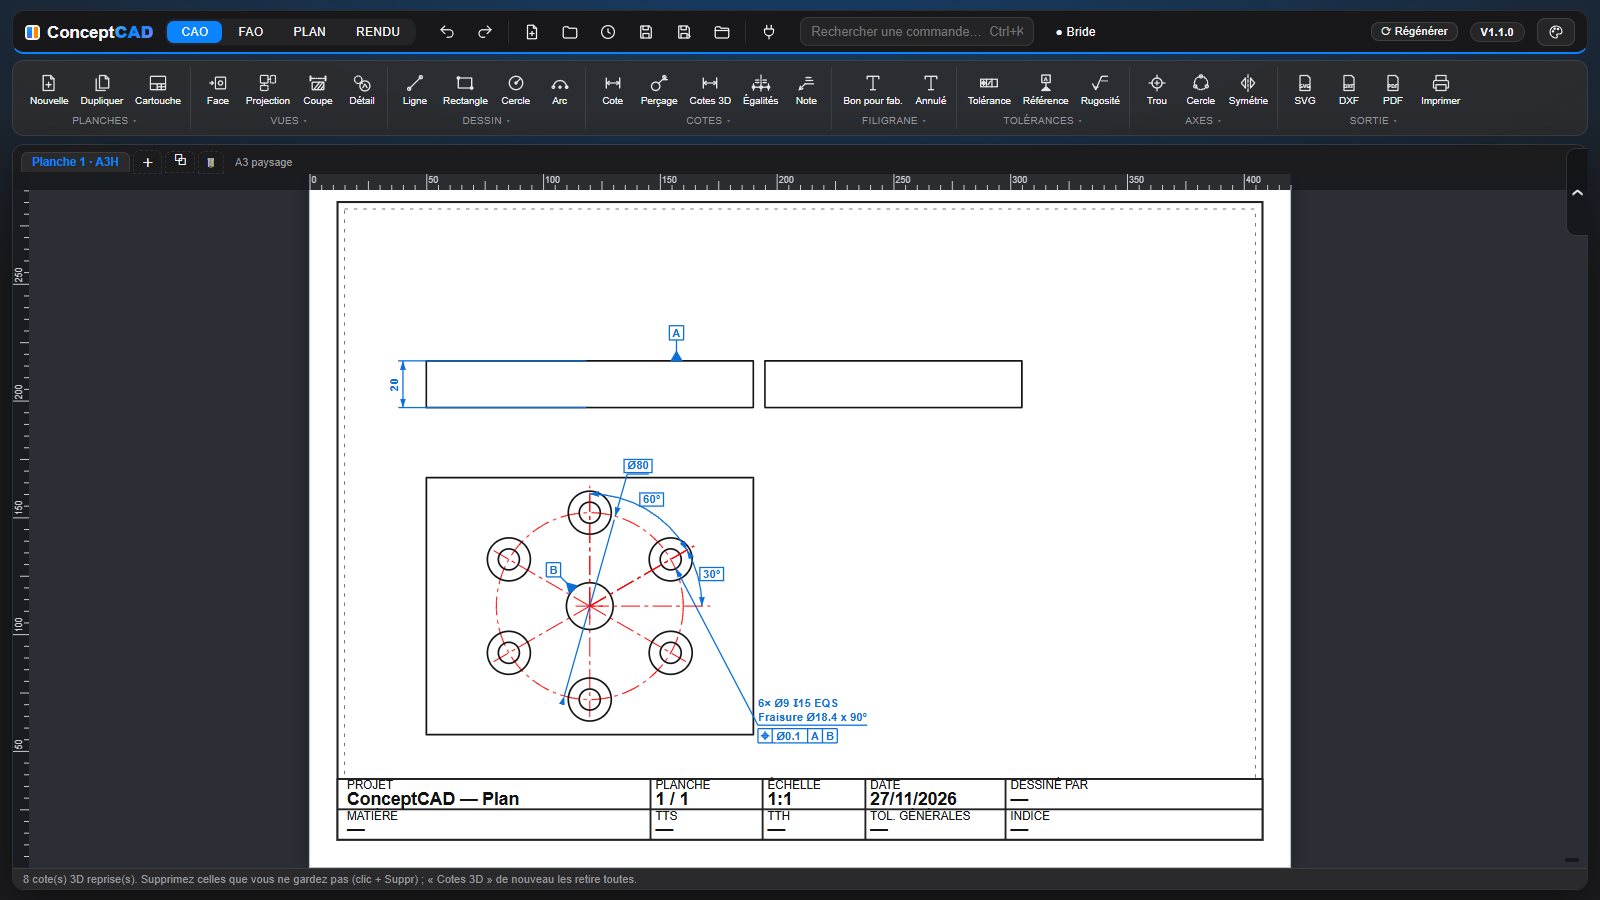 ConceptCAD
CAO FAO PLAN RENDU
Rechercher une commande... Ctrl+K
● Bride
Régénérer
V1.1.0
Nouvelle Dupliquer Cartouche
PLANCHES
Face Projection Coupe Détail
VUES
Ligne Rectangle Cercle Arc
DESSIN
Cote Perçage Cotes 3D Égalités Note
COTES
Bon pour fab. Annulé
FILIGRANE
Tolérance Référence Rugosité
TOLÉRANCES
Trou Cercle Symétrie
AXES
SVG DXF PDF Imprimer
SORTIE
Planche 1 · A3H
A3 paysage
0 50 100 150 200 250 300 350 400
250
200
150
100
50
A
20
Ø80
60°
B
30°
6× Ø9 ↧15 EQS
Fraisure Ø18.4 x 90°
⌖ Ø0.1 A B
PROJET
ConceptCAD — Plan
PLANCHE
1 / 1
ÉCHELLE
1:1
DATE
27/11/2026
DESSINÉ PAR
—
MATIÈRE
—
TTS
—
TTH
—
TOL. GÉNÉRALES
—
INDICE
—
8 cote(s) 3D reprise(s). Supprimez celles que vous ne gardez pas (clic + Suppr) ; « Cotes 3D » de nouveau les retire toutes.